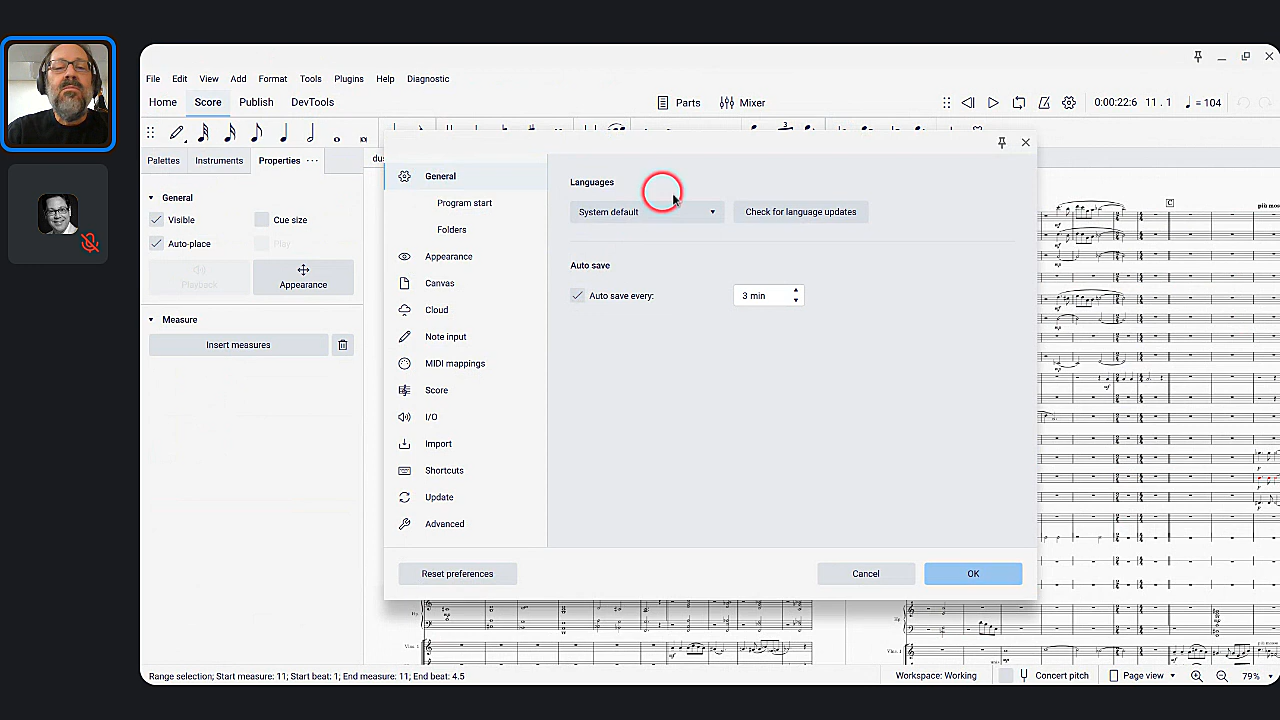 File Edit View Add Format Tools Plugins Help Diagnostic
Home Score Publish DevTools Parts Mixer 0:00:22:6 11 . 1 = 104
3
Palettes Instruments Properties ···
General
Visible Cue size
Auto-place Play
Playback Appearance
Measure
Insert measures
General
Program start
Folders
Appearance
Canvas
Cloud
Note input
MIDI mappings
Score
I/O
Import
Shortcuts
Update
Advanced
Languages
System default Check for language updates
Auto save
Auto save every: 3 min
Reset preferences Cancel OK
C
Hp.
Vlns. 1
Range selection; Start measure: 11; Start beat: 1; End measure: 11; End beat: 4.5 Workspace: Working Concert pitch Page view 79%